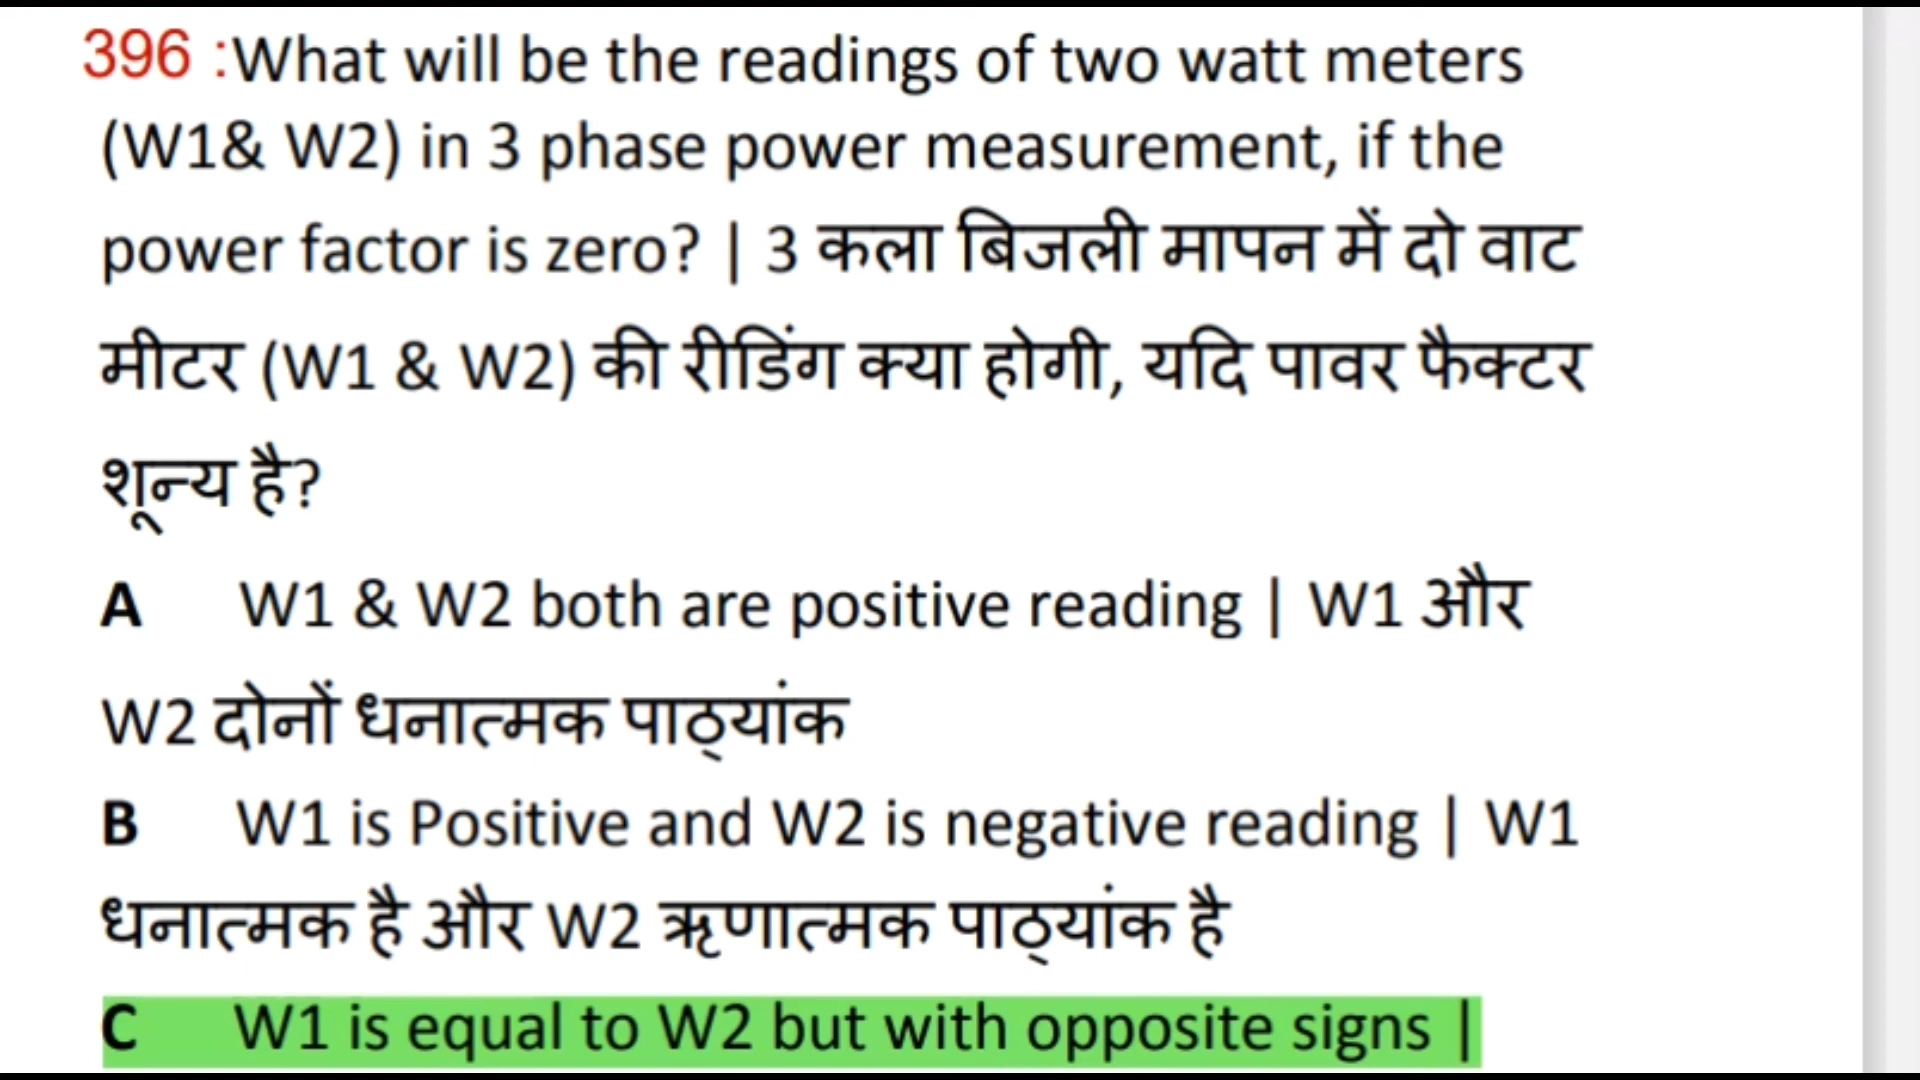 396 :What will be the readings of two watt meters
(W1& W2) in 3 phase power measurement, if the
power factor is zero? | 3 कला बिजली मापन में दो वाट
मीटर (W1 & W2) की रीडिंग क्या होगी, यदि पावर फैक्टर
शून्य है?
A W1 & W2 both are positive reading | W1 और
W2 दोनों धनात्मक पाठ्यांक
B W1 is Positive and W2 is negative reading | W1
धनात्मक है और W2 ऋणात्मक पाठ्यांक है
C W1 is equal to W2 but with opposite signs |